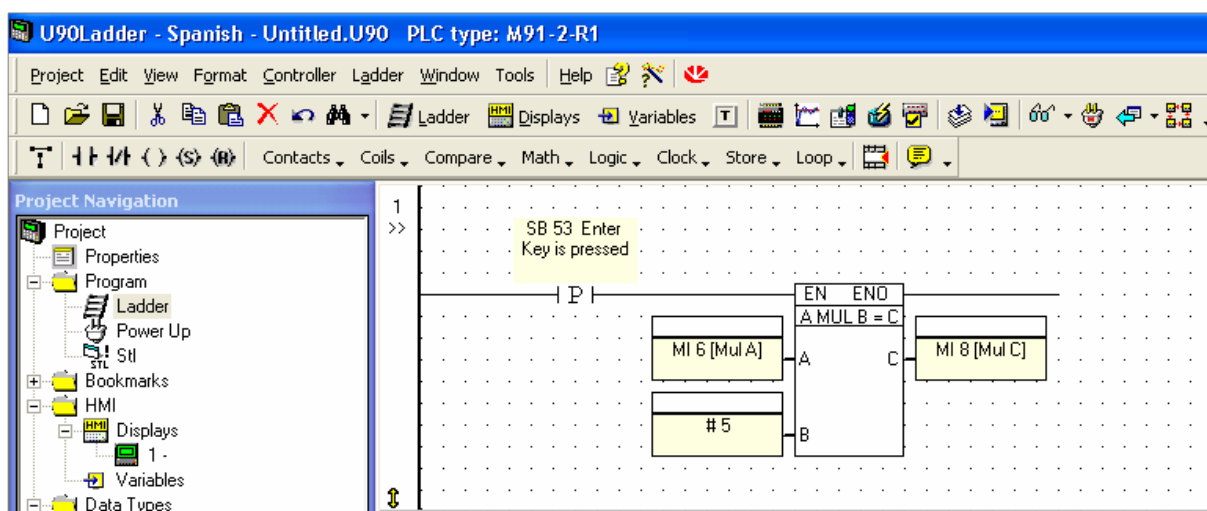 U90Ladder - Spanish - Untitled.U90 PLC type: M91-2-R1
Project Edit View Format Controller Ladder Window Tools Help
Ladder HMI Displays Variables T
( ) (S) (R) Contacts Coils Compare Math Logic Clock Store Loop
Project Navigation
Project
Properties
Program
Ladder
Power Up
STL Stl
Bookmarks
HMI
HMI Displays
1 -
Variables
Data Types
1
>>
SB 53 Enter
Key is pressed
P
EN ENO
A MUL B = C
MI 6 [Mul A]
A
C
MI 8 [Mul C]
# 5
B